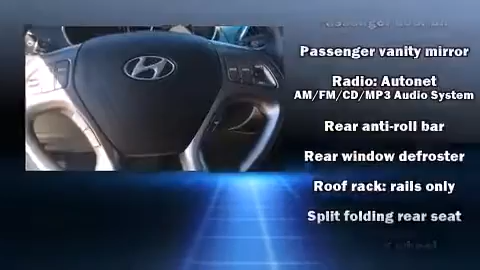 Passenger vanity mirror
Radio: Autonet
AM/FM/CD/MP3 Audio System
Rear anti-roll bar
Rear window defroster
Roof rack: rails only
Split folding rear seat